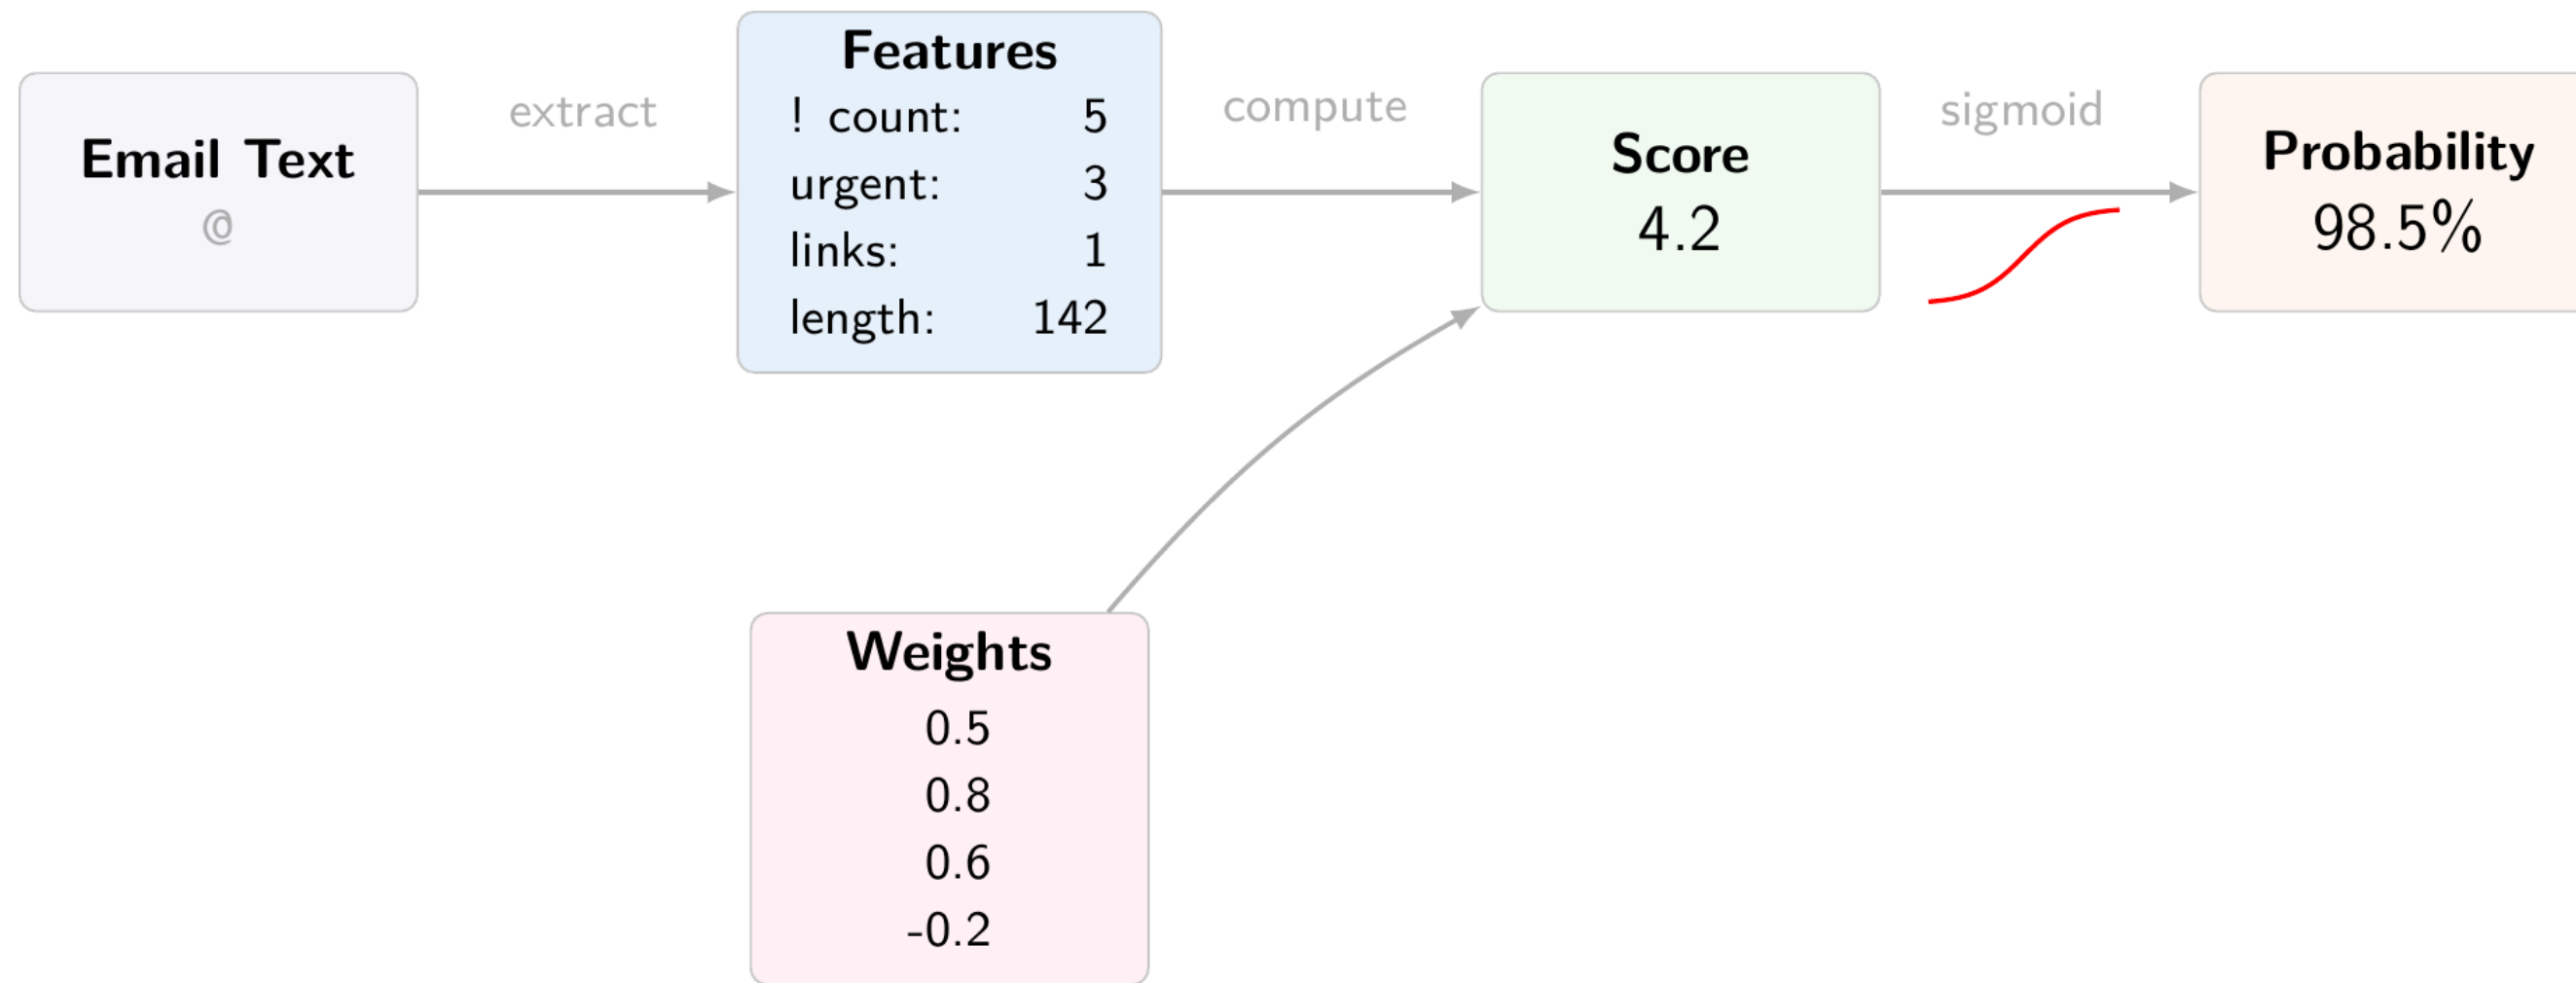 Email Text
@
extract
Features
! count: 5
urgent: 3
links: 1
length: 142
compute
Score
4.2
sigmoid
Probability
98.5%
Weights
0.5
0.8
0.6
-0.2